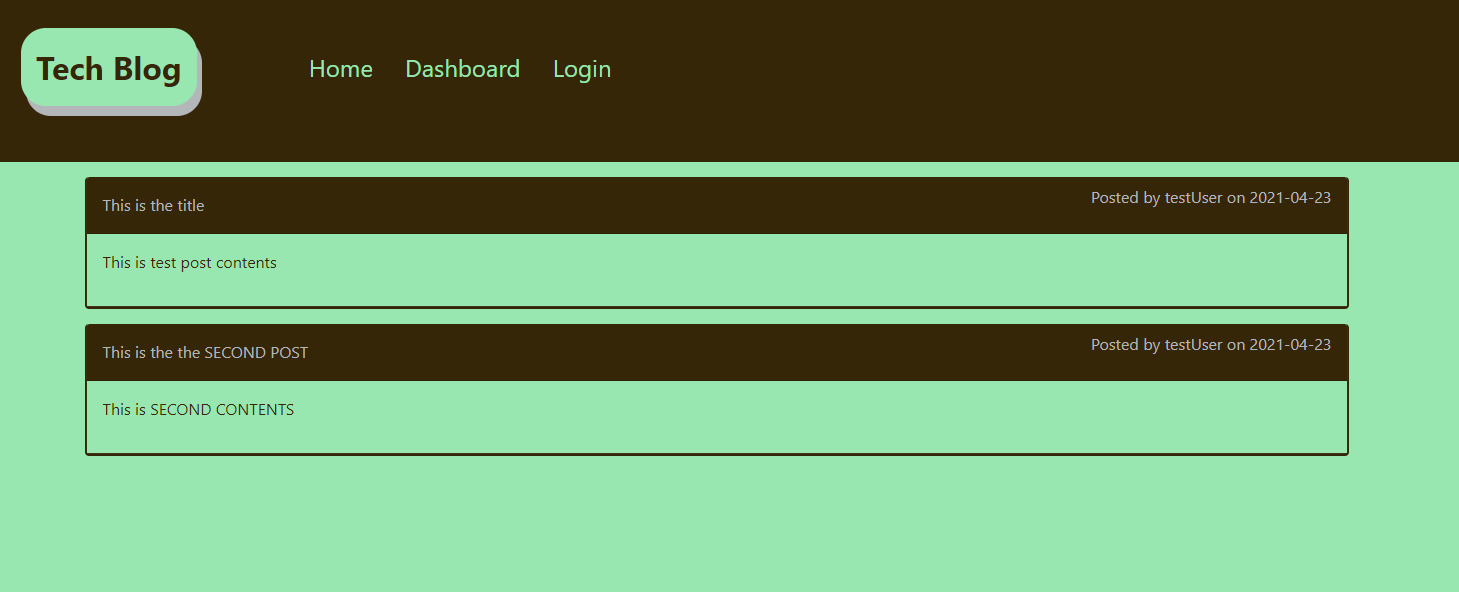 Tech Blog
Home Dashboard Login
This is the title
Posted by testUser on 2021-04-23
This is test post contents
This is the the SECOND POST
Posted by testUser on 2021-04-23
This is SECOND CONTENTS